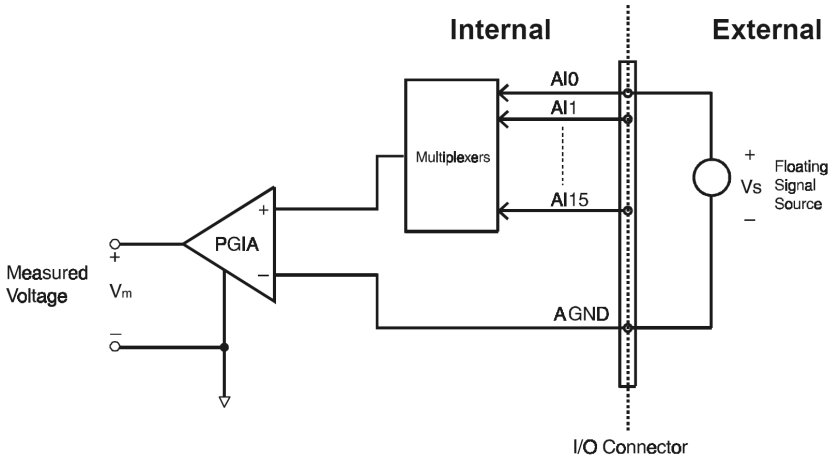 Internal
External
AI0
AI1
Multiplexers
AI15
+
Vs
−
Floating
Signal
Source
+
PGIA
−
+
Measured
Voltage
Vm
−
AGND
I/O Connector